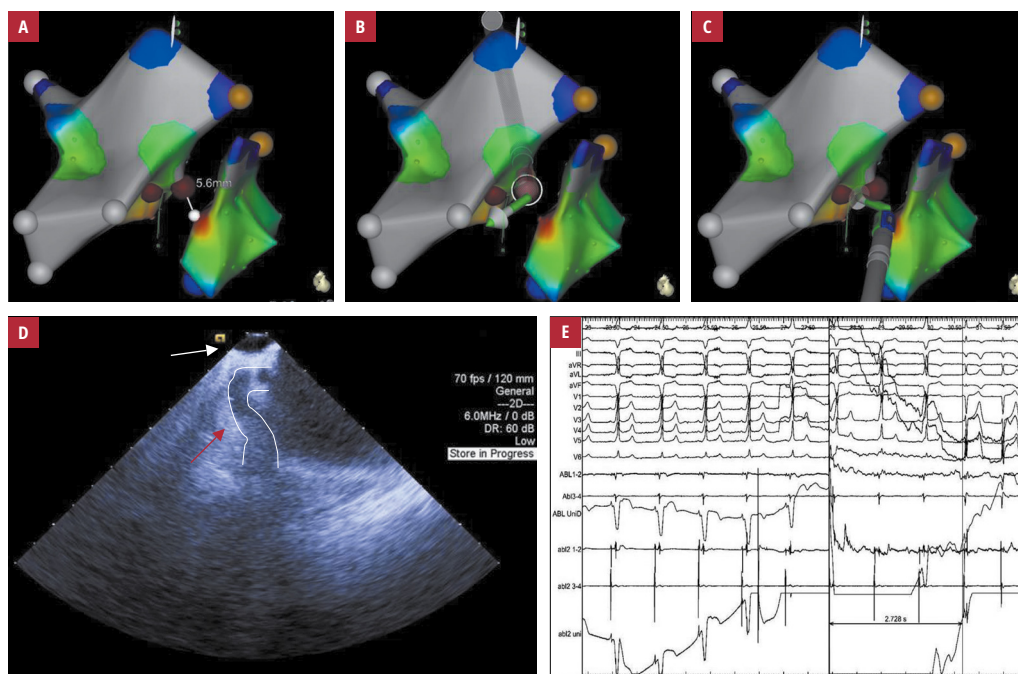 A
5.6mm
B
C
D
70 fps / 120 mm
General
---2D---
6.0MHz / 0 dB
DR: 60 dB
Low
Store in Progress
E
III
aVR
aVL
aVF
V1
V2
V3
V4
V5
V6
ABL1-2
Abl3-4
ABL UniD
abl2 1-2
abl2 3-4
2.728 s
abl2 uni